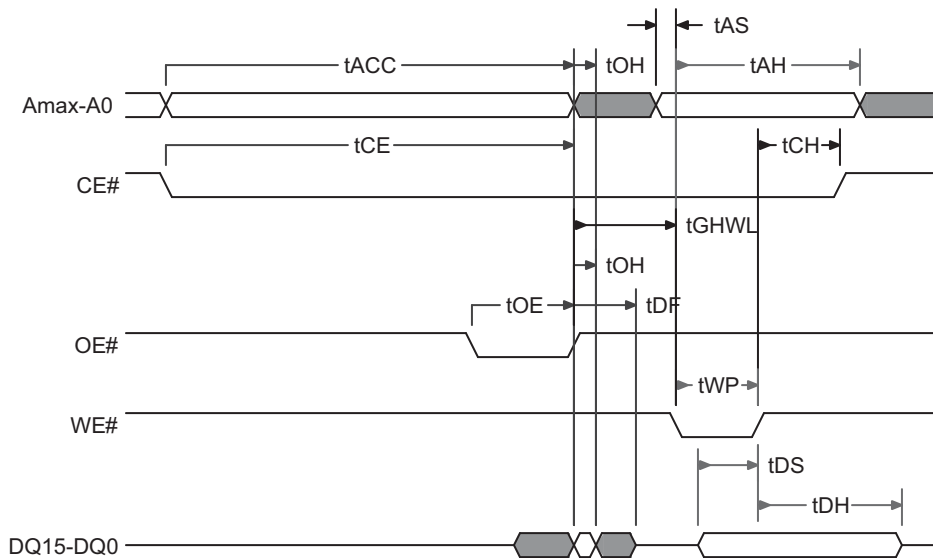 tAS
tACC
tOH
tAH
Amax-A0
tCE
tCH
CE#
tGHWL
tOH
tOE
tDF
OE#
tWP
WE#
tDS
tDH
DQ15-DQ0